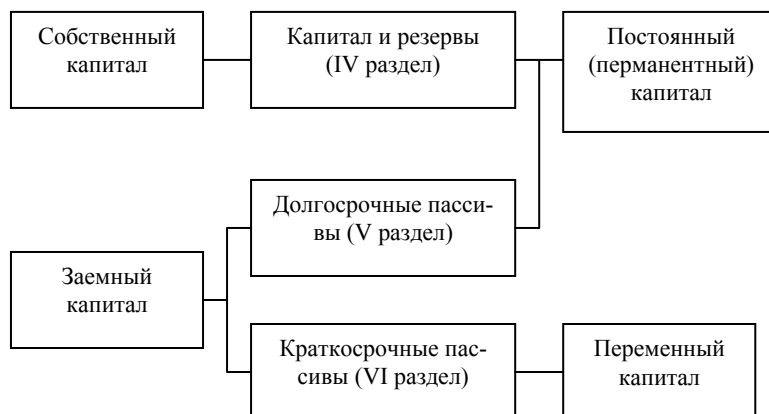 Собственный
капитал
Капитал и резервы
(IV раздел)
Постоянный
(перманентный)
капитал
Долгосрочные пасси-
вы (V раздел)
Заемный
капитал
Краткосрочные пас-
сивы (VI раздел)
Переменный
капитал